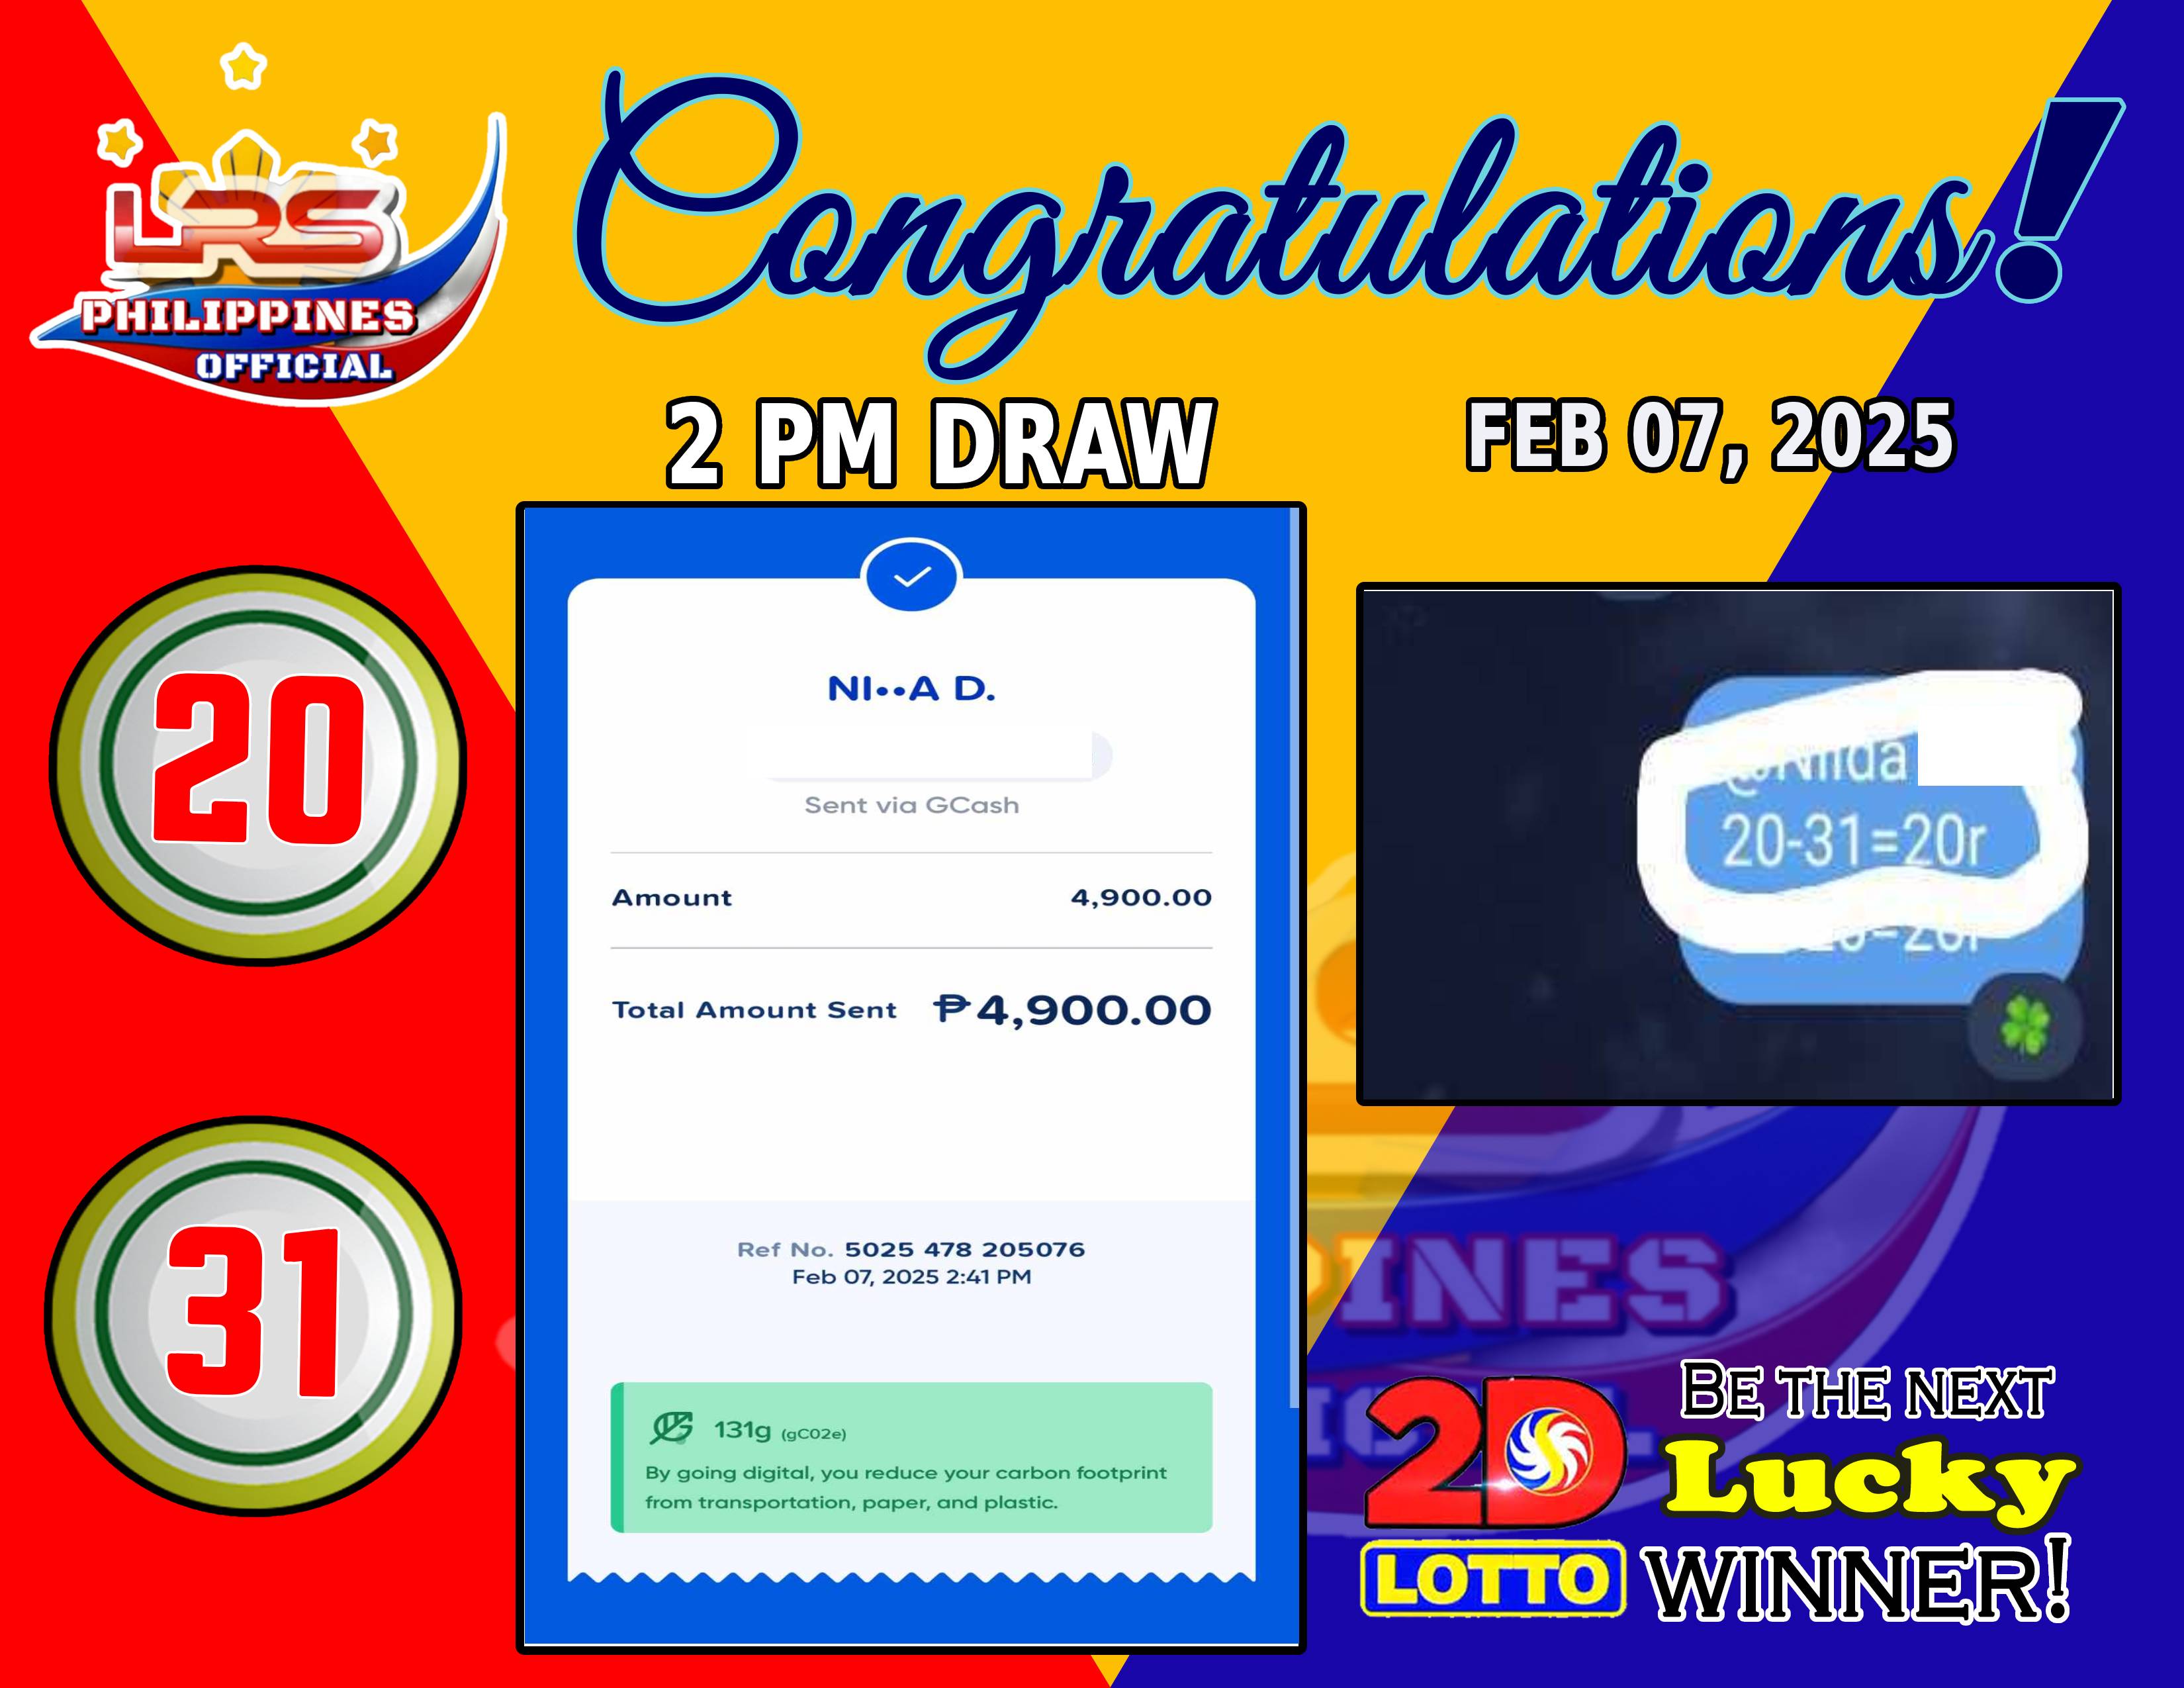 LRS
PHILIPPINES
OFFICIAL
Congratulations!
2 PM DRAW
FEB 07, 2025
20
31
NI••A D.
Sent via GCash
Amount 4,900.00
Total Amount Sent ₱4,900.00
Ref No. 5025 478 205076
Feb 07, 2025 2:41 PM
131g (gCO2e)
By going digital, you reduce your carbon footprint
from transportation, paper, and plastic.
20-31=20r
PINES
2D
LOTTO
BE THE NEXT
Lucky
WINNER!